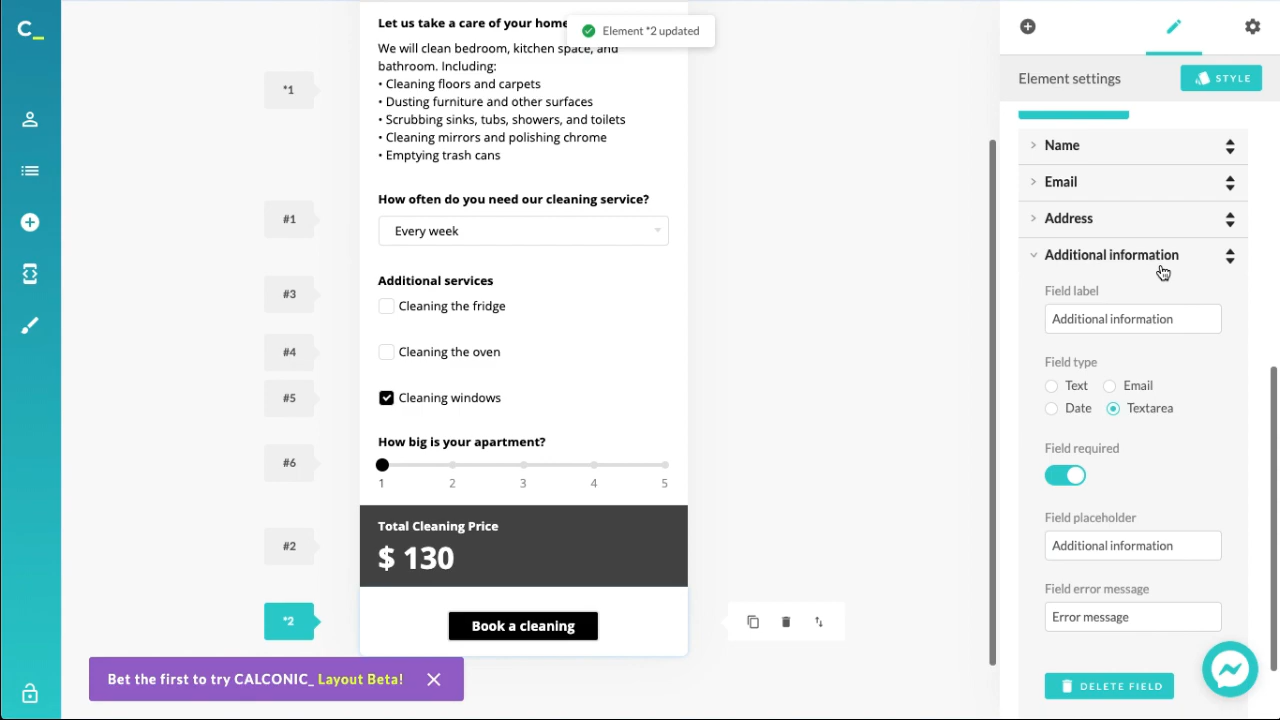 C_
Element *2 updated
Let us take a care of your home
We will clean bedroom, kitchen space, and
bathroom. Including:
• Cleaning floors and carpets
• Dusting furniture and other surfaces
• Scrubbing sinks, tubs, showers, and toilets
• Cleaning mirrors and polishing chrome
• Emptying trash cans
*1
How often do you need our cleaning service?
#1
Every week
Additional services
#3
Cleaning the fridge
#4
Cleaning the oven
#5
Cleaning windows
How big is your apartment?
#6
1 2 3 4 5
Total Cleaning Price
#2
$ 130
*2
Book a cleaning
Bet the first to try CALCONIC_ Layout Beta!
Element settings
STYLE
Name
Email
Address
Additional information
Field label
Additional information
Field type
Text Email
Date Textarea
Field required
Field placeholder
Additional information
Field error message
Error message
DELETE FIELD